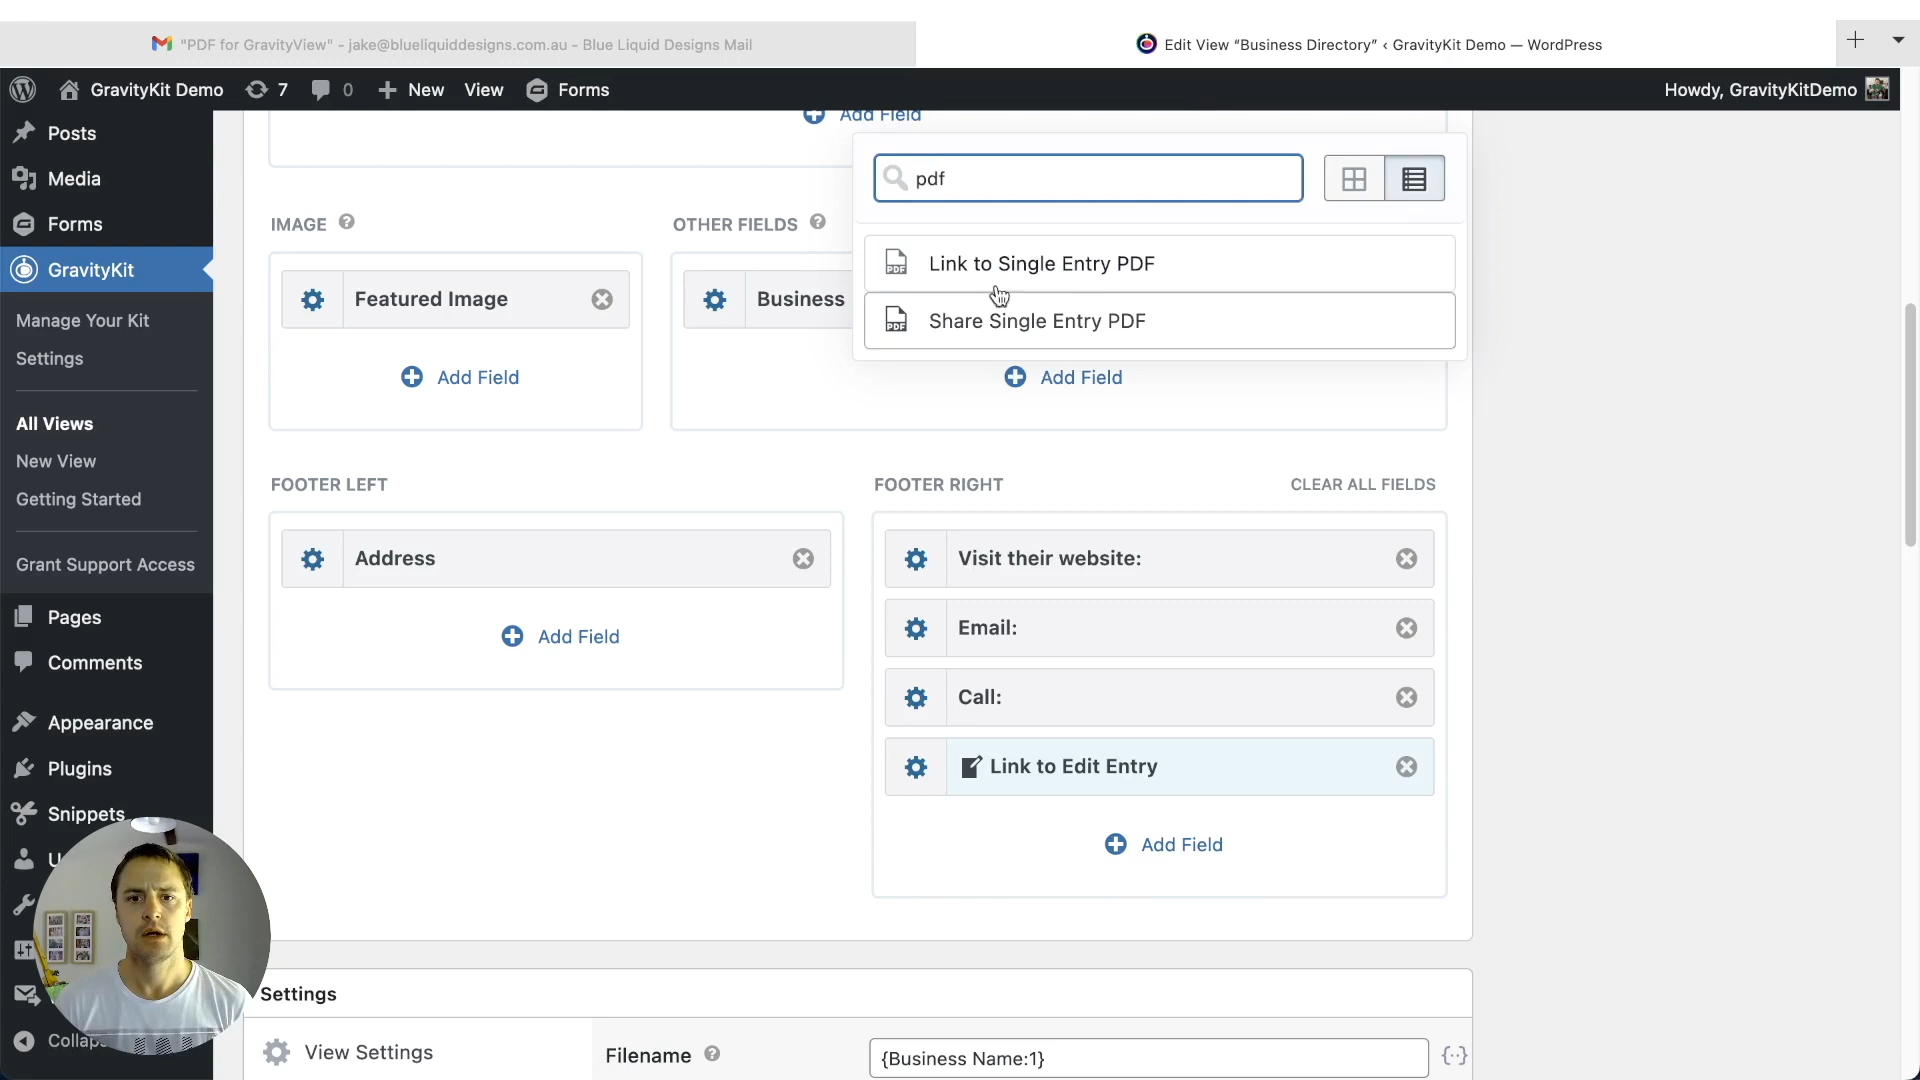 "PDF for GravityView" - jake@blueliquiddesigns.com.au - Blue Liquid Designs Mail
Edit View “Business Directory” ‹ GravityKit Demo — WordPress
GravityKit Demo 7 0 New View Forms
Howdy, GravityKitDemo
Posts
Media
Forms
GravityKit
Manage Your Kit
Settings
All Views
New View
Getting Started
Grant Support Access
Pages
Comments
Appearance
Plugins
Snippets
U
Collaps
Add Field
pdf
Link to Single Entry PDF
Share Single Entry PDF
IMAGE
Featured Image
Add Field
OTHER FIELDS
Business
Add Field
FOOTER LEFT
Address
Add Field
FOOTER RIGHT
CLEAR ALL FIELDS
Visit their website:
Email:
Call:
Link to Edit Entry
Add Field
Settings
View Settings
Filename
{Business Name:1}